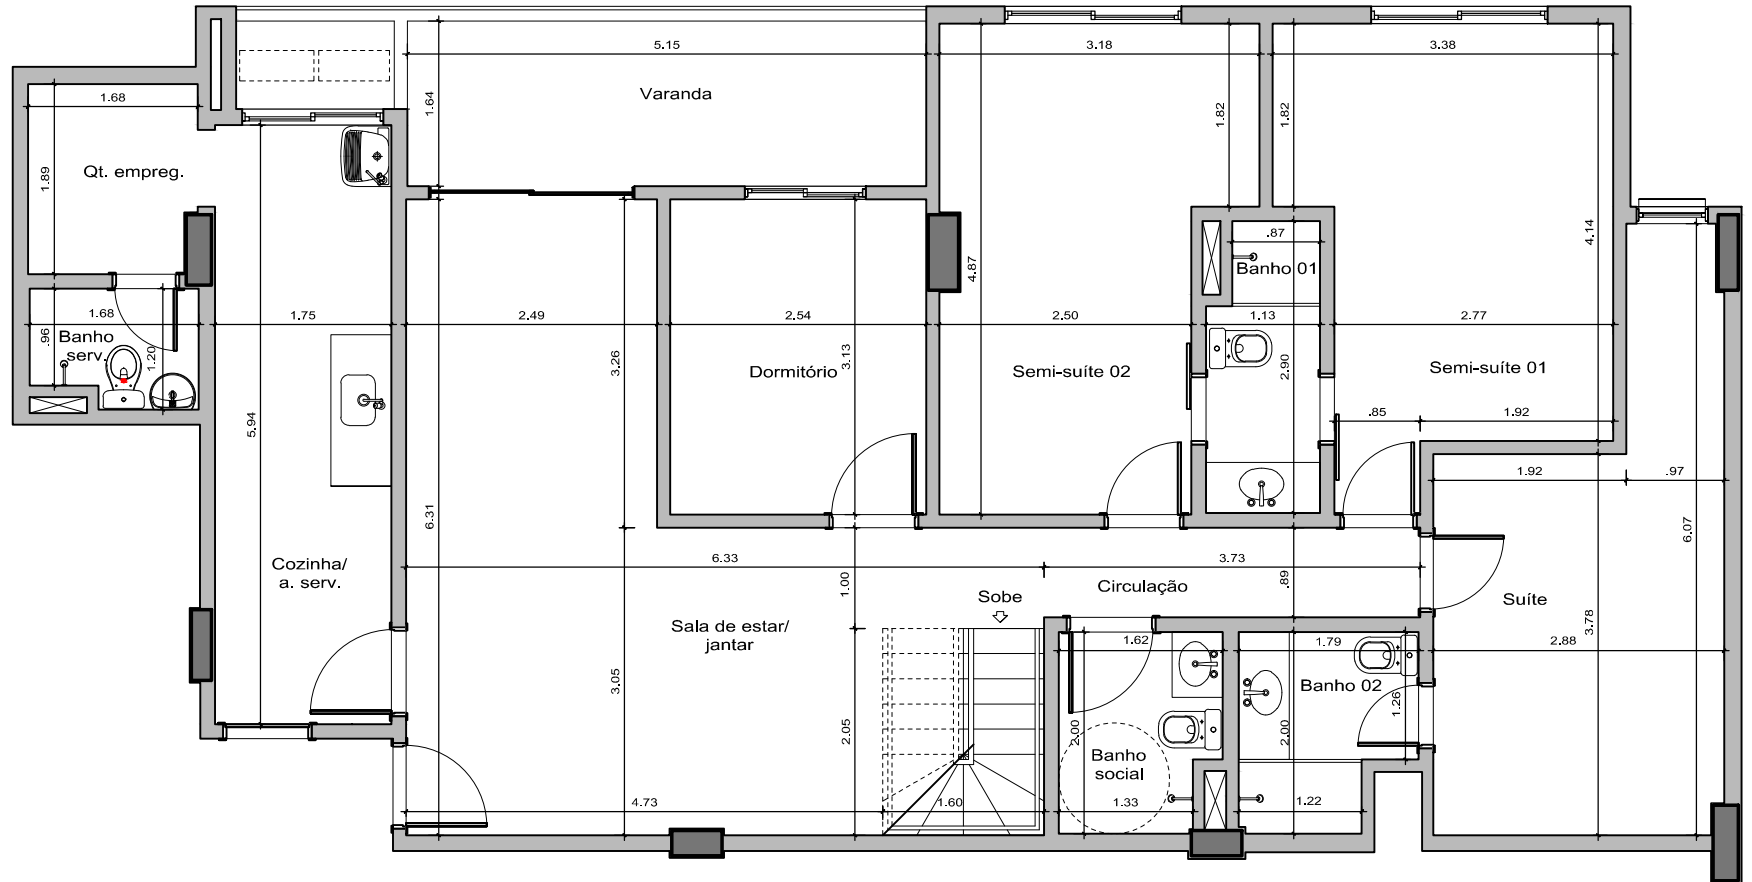 5.15
3.18
3.38
1.68
Varanda
1.64
1.82
1.82
Qt. empreg.
1.89
4.14
.87
Banho 01
4.87
1.68
1.75
2.49
2.54
2.50
1.13
2.77
Banho
serv.
.96
1.20
3.26
Dormitório
3.13
Semi-suíte 02
2.90
Semi-suíte 01
.85
1.92
5.94
1.92
.97
6.31
6.07
Cozinha/
a. serv.
6.33
3.73
1.00
Circulação
.89
Sobe
Suíte
Sala de estar/
jantar
3.78
1.62
1.79
2.88
3.05
Banho 02
1.26
2.05
2.00
2.00
Banho
social
4.73
1.60
1.33
1.22